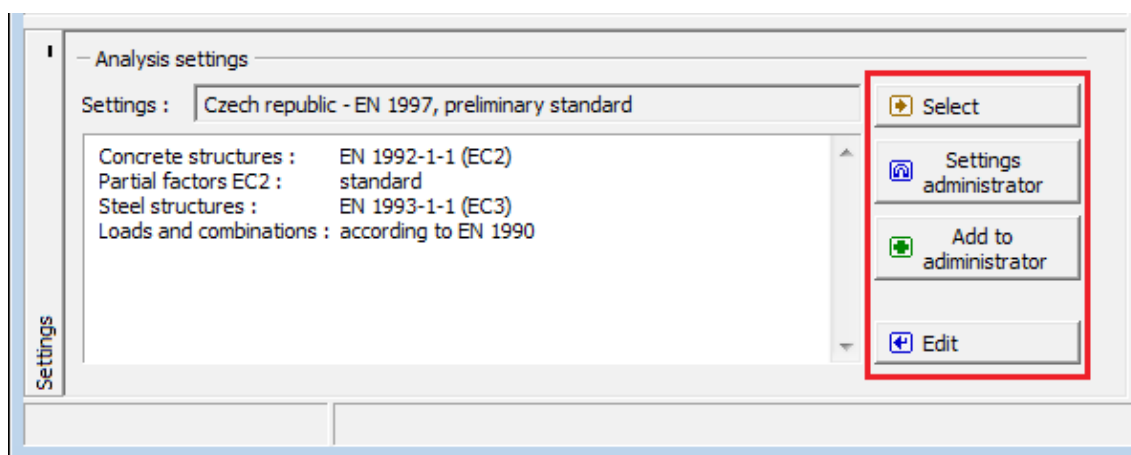 Analysis settings
Settings : Czech republic - EN 1997, preliminary standard
Select
Concrete structures : EN 1992-1-1 (EC2)
Partial factors EC2 : standard
Steel structures : EN 1993-1-1 (EC3)
Loads and combinations : according to EN 1990
Settings
administrator
Add to
adiministrator
Edit
Settings